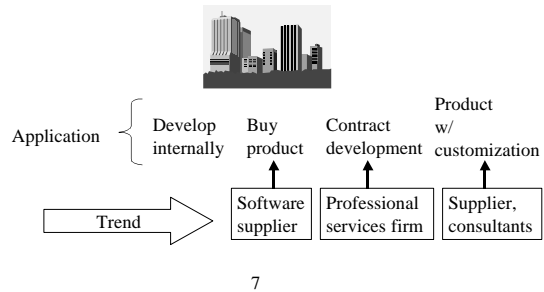 Application
Develop
internally
Buy
product
Contract
development
Product
w/
customization
Trend
Software
supplier
Professional
services firm
Supplier,
consultants
7